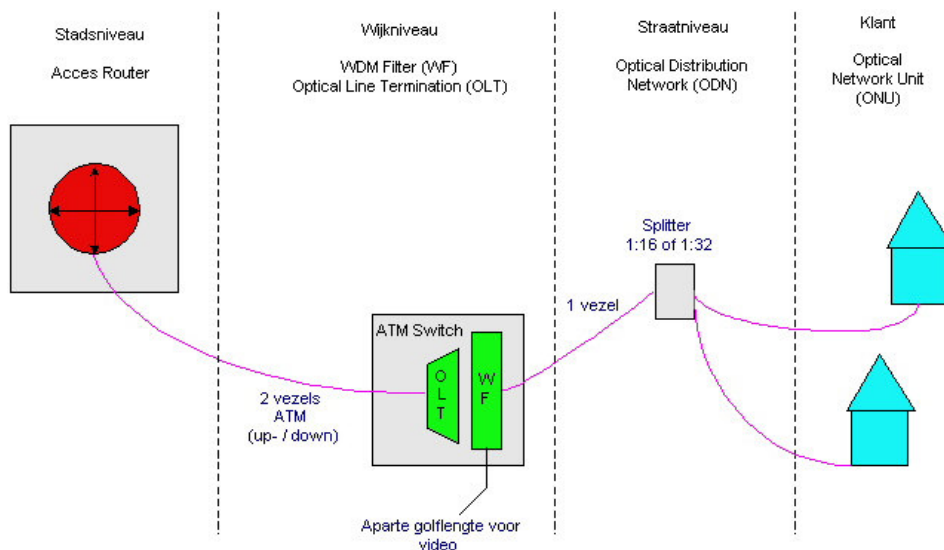 Stadsniveau
Acces Router
Wijkniveau
WDM Filter (WF)
Optical Line Termination (OLT)
Straatniveau
Optical Distribution
Network (ODN)
Klant
Optical
Network Unit
(ONU)
Splitter
1:16 of 1:32
1 vezel
ATM Switch
OLT
WF
2 vezels
ATM
(up- / down)
Aparte golflengte voor
video